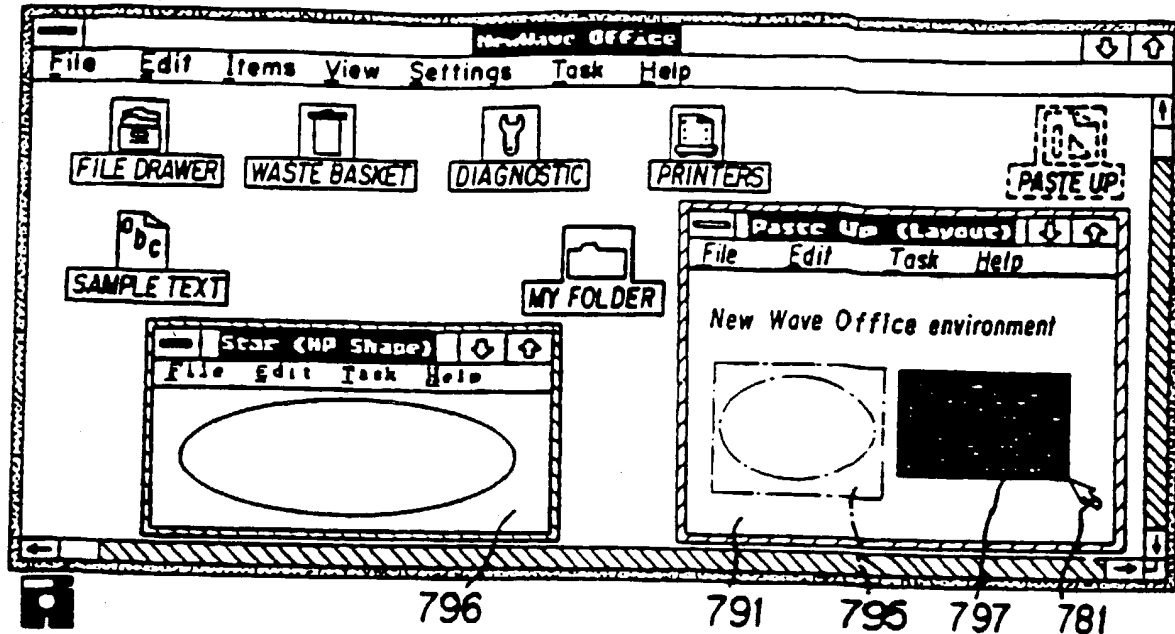 NewWave Office
File Edit Items View Settings Task Help
FILE DRAWER WASTE BASKET DIAGNOSTIC PRINTERS PASTE UP
abc
SAMPLE TEXT MY FOLDER
Paste Up (Layout)
File Edit Task Help
New Wave Office environment
Star (HP Shape)
File Edit Task Help
796 791 795 797 781